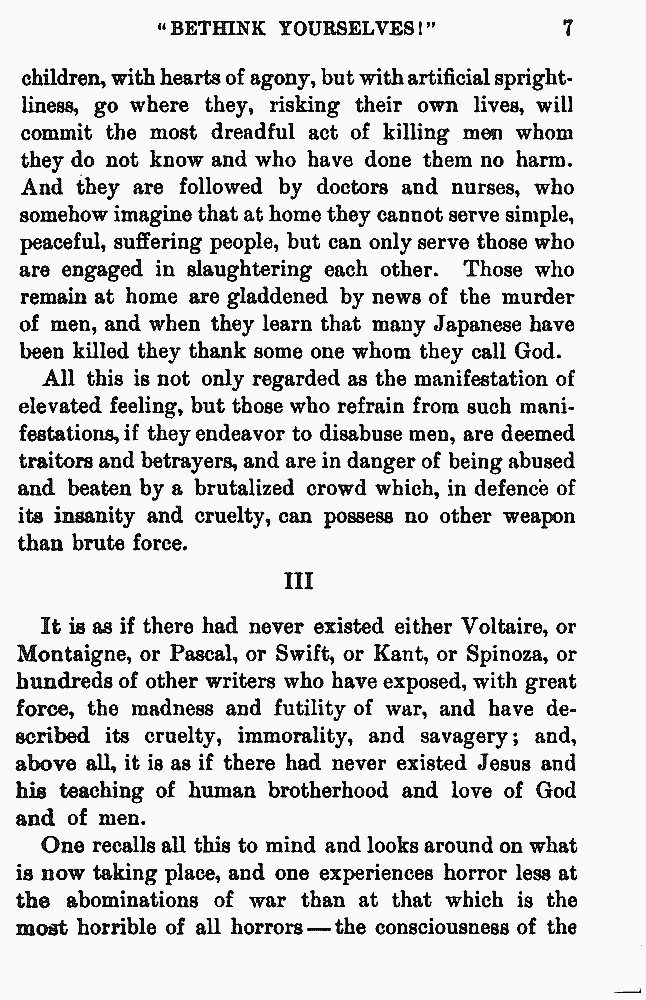 "BETHINK YOURSELVES!" 7
children, with hearts of agony, but with artificial spright-
liness, go where they, risking their own lives, will
commit the most dreadful act of killing men whom
they do not know and who have done them no harm.
And they are followed by doctors and nurses, who
somehow imagine that at home they cannot serve simple,
peaceful, suffering people, but can only serve those who
are engaged in slaughtering each other. Those who
remain at home are gladdened by news of the murder
of men, and when they learn that many Japanese have
been killed they thank some one whom they call God.
All this is not only regarded as the manifestation of
elevated feeling, but those who refrain from such mani-
festations, if they endeavor to disabuse men, are deemed
traitors and betrayers, and are in danger of being abused
and beaten by a brutalized crowd which, in defence of
its insanity and cruelty, can possess no other weapon
than brute force.
III
It is as if there had never existed either Voltaire, or
Montaigne, or Pascal, or Swift, or Kant, or Spinoza, or
hundreds of other writers who have exposed, with great
force, the madness and futility of war, and have de-
scribed its cruelty, immorality, and savagery; and,
above all, it is as if there had never existed Jesus and
his teaching of human brotherhood and love of God
and of men.
One recalls all this to mind and looks around on what
is now taking place, and one experiences horror less at
the abominations of war than at that which is the
most horrible of all horrors—the consciousness of the